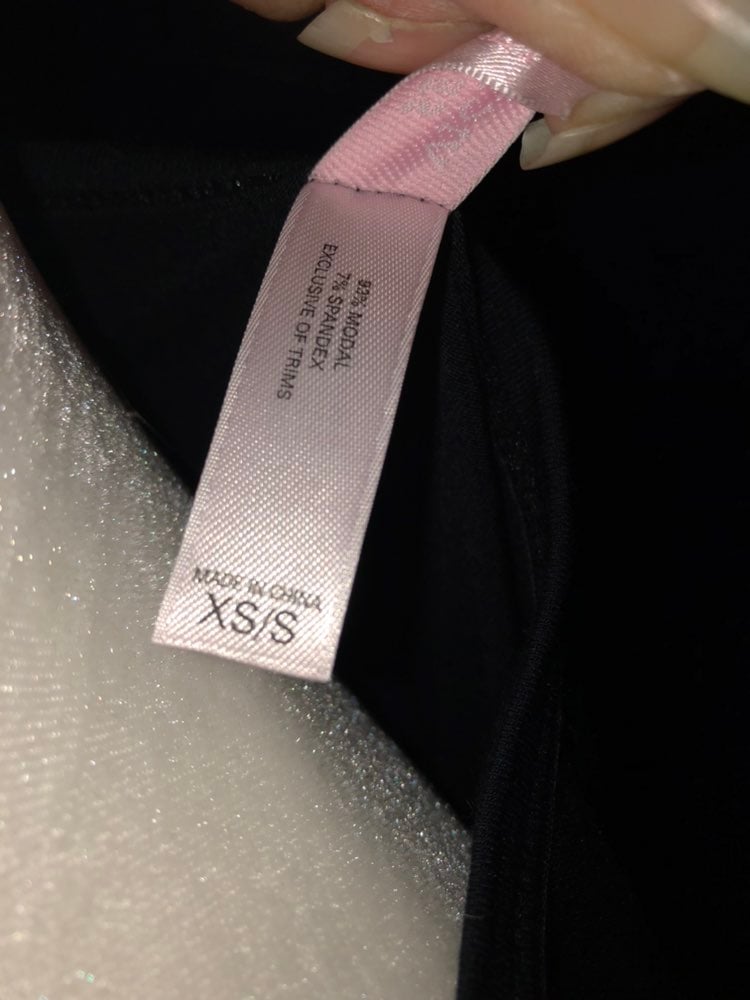 93% MODAL
7% SPANDEX
EXCLUSIVE OF TRIMS
MADE IN CHINA
XS/S